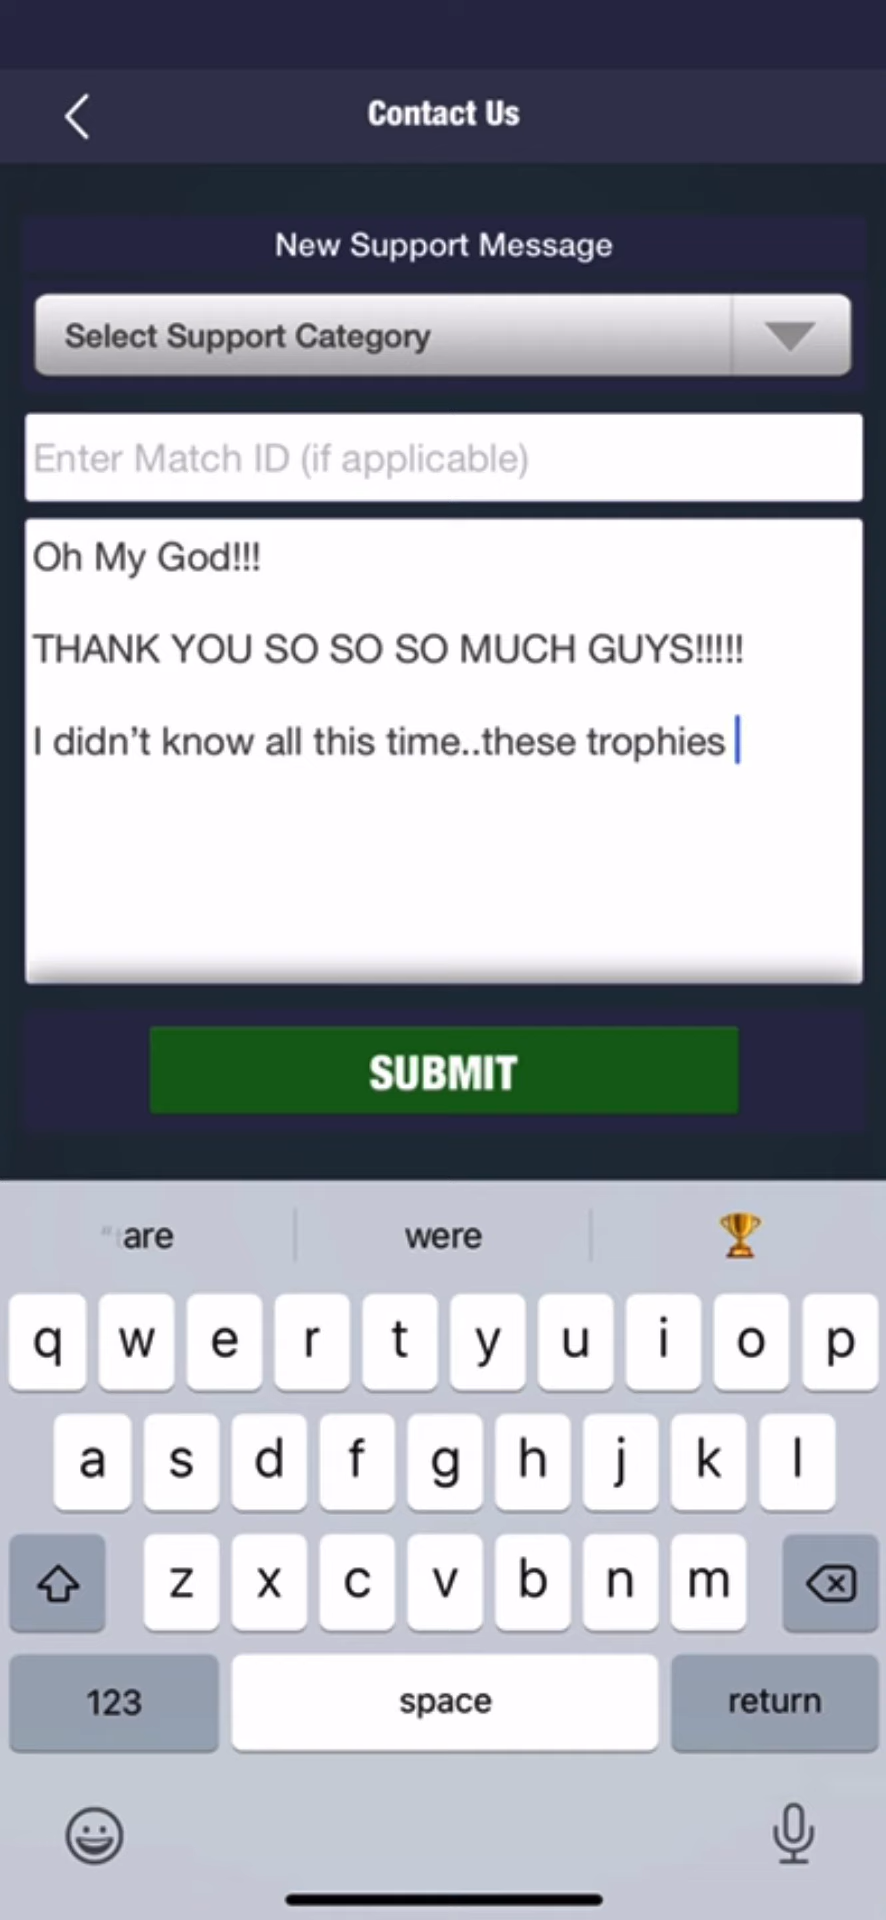 Contact Us
New Support Message
Select Support Category
Enter Match ID (if applicable)
Oh My God!!!
THANK YOU SO SO SO MUCH GUYS!!!!!
I didn’t know all this time..these trophies
SUBMIT
are were 🏆
q w e r t y u i o p
a s d f g h j k l
z x c v b n m
123 space return